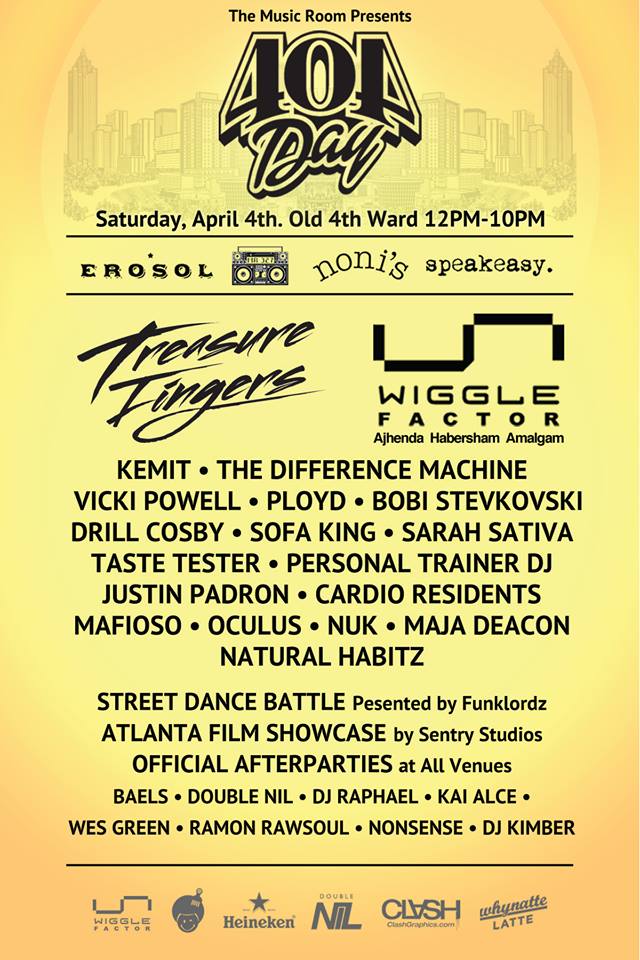 The Music Room Presents
404
Day
Saturday, April 4th. Old 4th Ward 12PM-10PM
EROSOL noni's speakeasy.
Treasure
Fingers
WIGGLE
FACTOR
Ajhenda Habersham Amalgam
KEMIT • THE DIFFERENCE MACHINE
VICKI POWELL • PLOYD • BOBI STEVKOVSKI
DRILL COSBY • SOFA KING • SARAH SATIVA
TASTE TESTER • PERSONAL TRAINER DJ
JUSTIN PADRON • CARDIO RESIDENTS
MAFIOSO • OCULUS • NUK • MAJA DEACON
NATURAL HABITZ
STREET DANCE BATTLE Pesented by Funklordz
ATLANTA FILM SHOWCASE by Sentry Studios
OFFICIAL AFTERPARTIES at All Venues
BAELS • DOUBLE NIL • DJ RAPHAEL • KAI ALCE •
WES GREEN • RAMON RAWSOUL • NONSENSE • DJ KIMBER
WIGGLE
FACTOR
Heineken
DOUBLE
NIL
CLASH
ClashGraphics.com
whynatte
LATTE